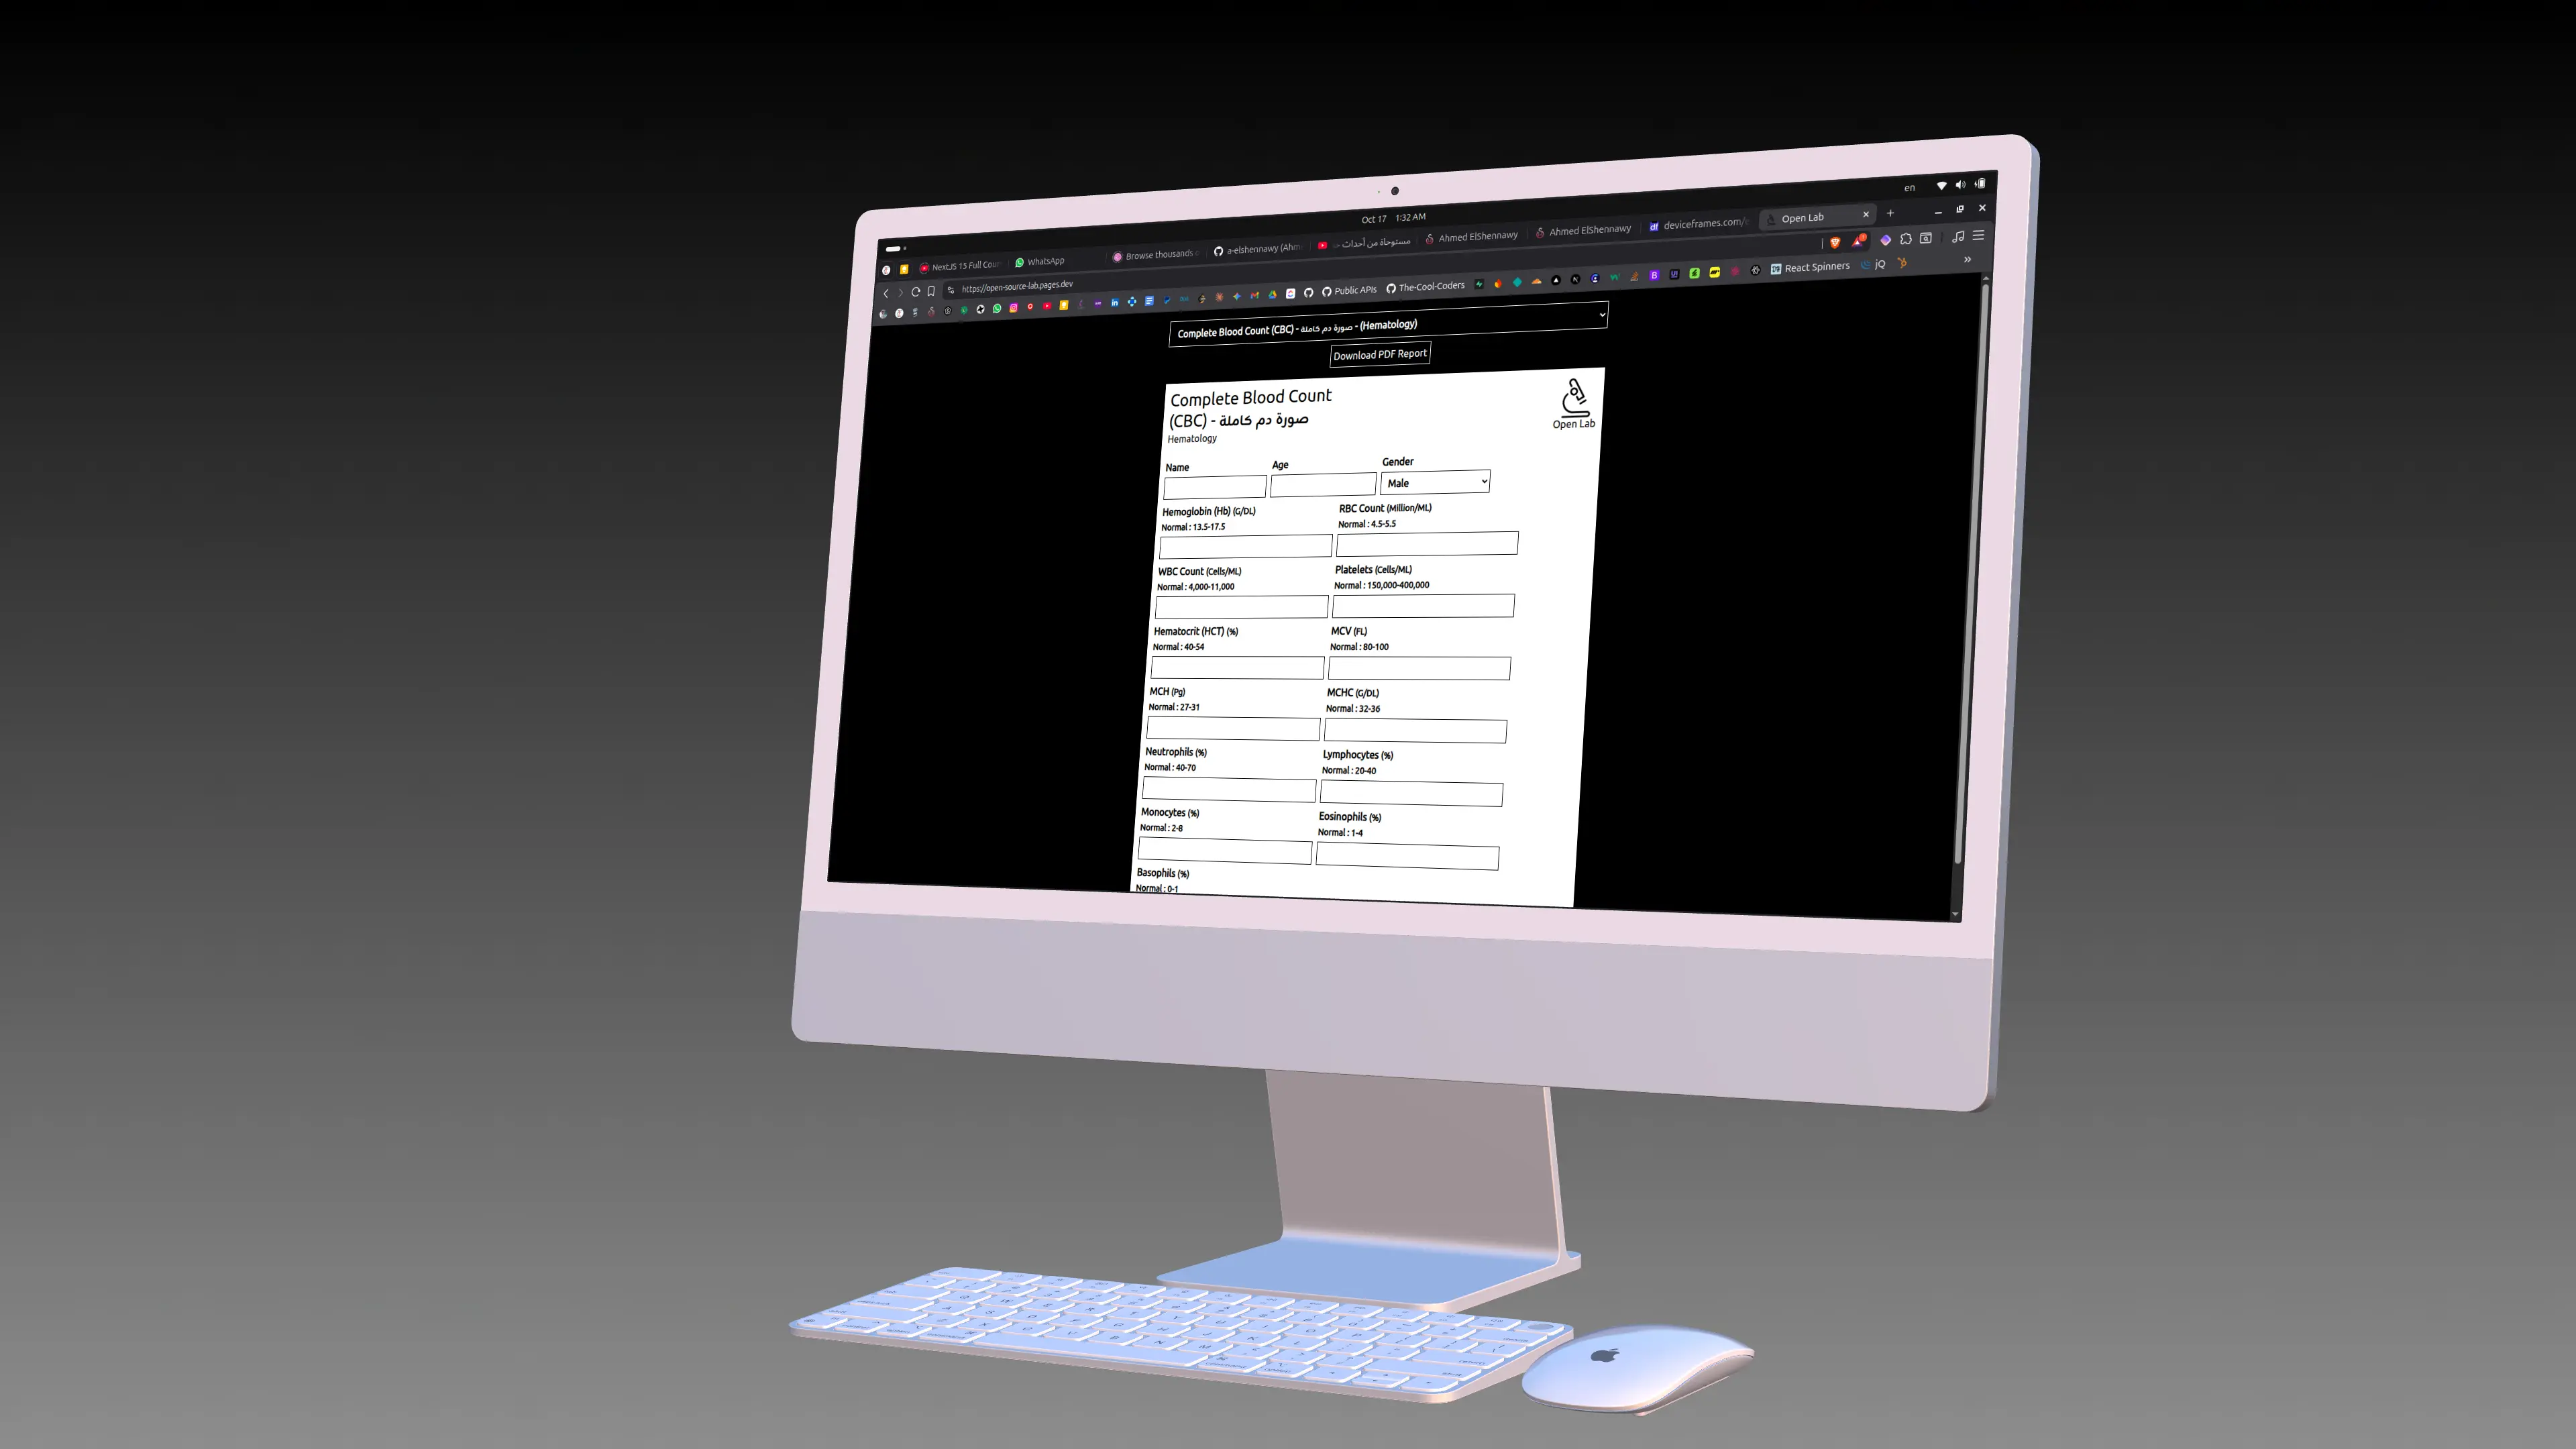 Oct 17 1:32 AM
en
NextJS 15 Full Cour
WhatsApp
Browse thousands o
a-elshennawy (Ahm
مستوحاة من أحداث
Ahmed ElShennawy
Ahmed ElShennawy
deviceframes.com/
Open Lab
https://open-source-lab.pages.dev
Public APIs
The-Cool-Coders
React Spinners
jQ
Complete Blood Count (CBC) - صورة دم كاملة - (Hematology)
Download PDF Report
Complete Blood Count
(CBC) - صورة دم كاملة
Hematology
Open Lab
Name Age Gender
Male
Hemoglobin (Hb) (G/DL) RBC Count (Million/ML)
Normal : 13.5-17.5 Normal : 4.5-5.5
WBC Count (Cells/ML) Platelets (Cells/ML)
Normal : 4,000-11,000 Normal : 150,000-400,000
Hematocrit (HCT) (%) MCV (FL)
Normal : 40-54 Normal : 80-100
MCH (Pg) MCHC (G/DL)
Normal : 27-31 Normal : 32-36
Neutrophils (%) Lymphocytes (%)
Normal : 40-70 Normal : 20-40
Monocytes (%) Eosinophils (%)
Normal : 2-8 Normal : 1-4
Basophils (%)
Normal : 0-1